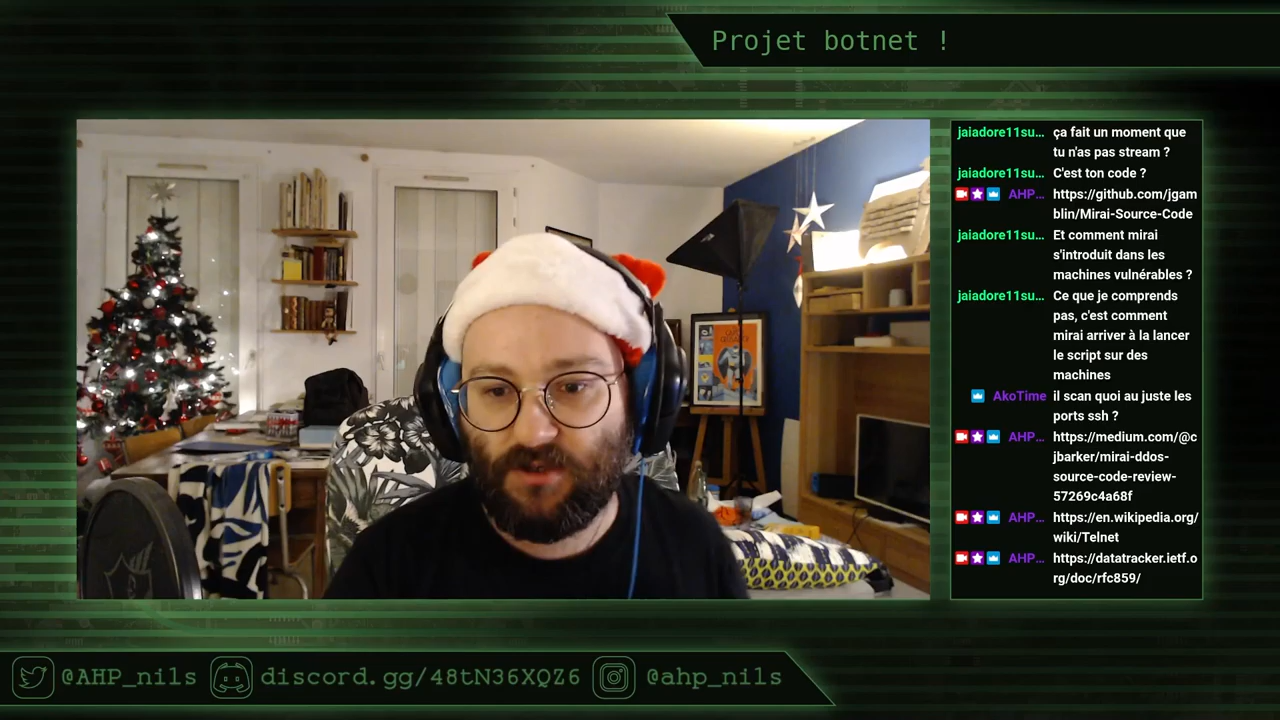 Projet botnet !
jaiadore11su... ça fait un moment que
tu n'as pas stream ?
jaiadore11su... C'est ton code ?
AHP... https://github.com/jgam
blin/Mirai-Source-Code
jaiadore11su... Et comment mirai
s'introduit dans les
machines vulnérables ?
jaiadore11su... Ce que je comprends
pas, c'est comment
mirai arriver à la lancer
le script sur des
machines
AkoTime il scan quoi au juste les
ports ssh ?
AHP... https://medium.com/@c
jbarker/mirai-ddos-
source-code-review-
57269c4a68f
AHP... https://en.wikipedia.org/
wiki/Telnet
AHP... https://datatracker.ietf.o
rg/doc/rfc859/
@AHP_nils discord.gg/48tN36XQZ6 @ahp_nils